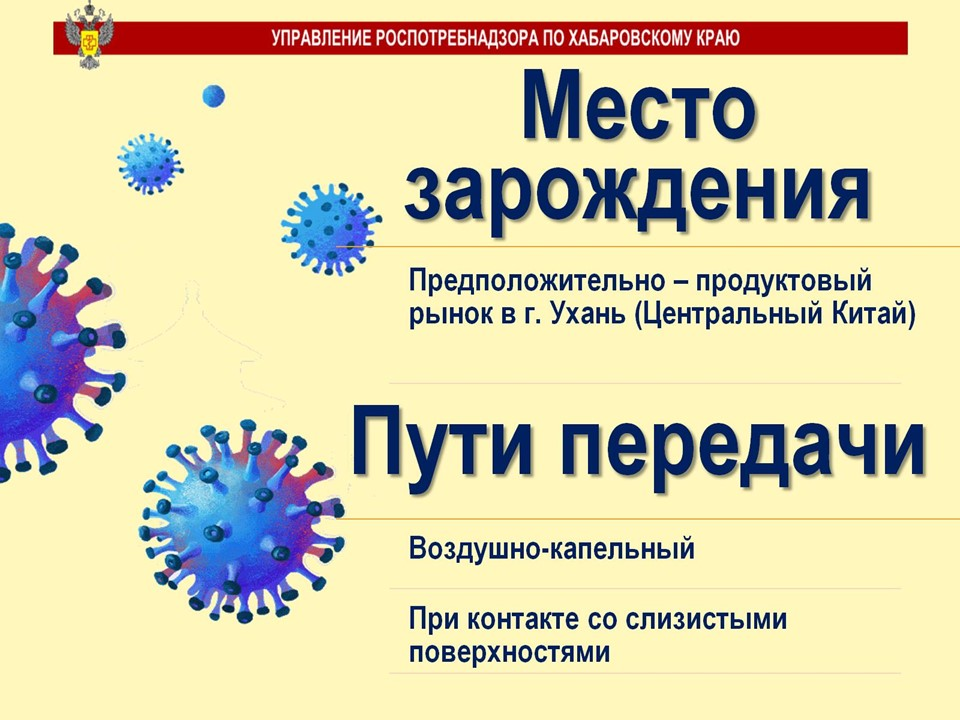 УПРАВЛЕНИЕ РОСПОТРЕБНАДЗОРА ПО ХАБАРОВСКОМУ КРАЮ
Место
зарождения
Предположительно – продуктовый
рынок в г. Ухань (Центральный Китай)
Пути передачи
Воздушно-капельный
При контакте со слизистыми
поверхностями